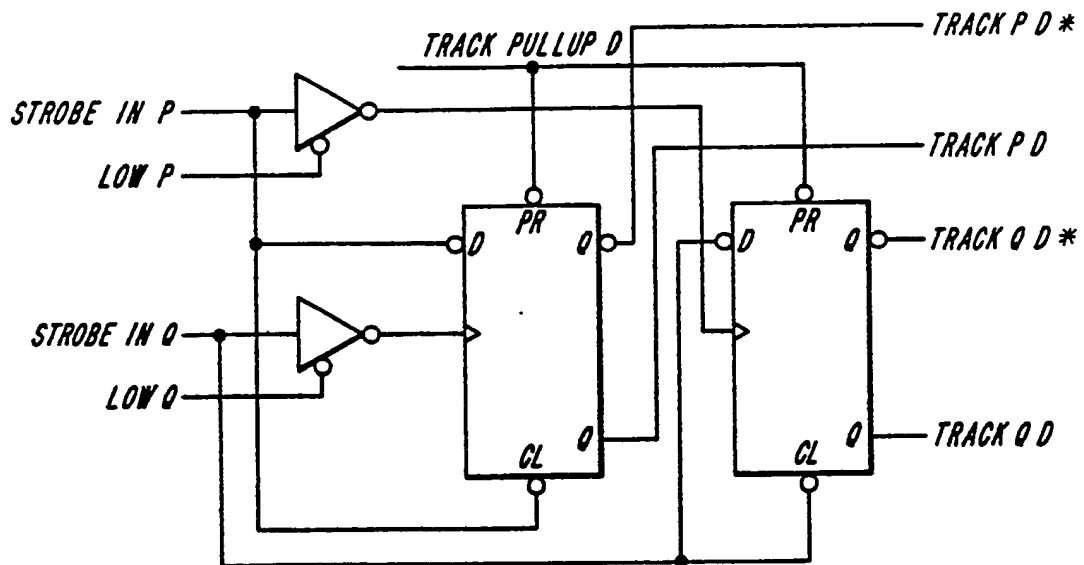 TRACK P D*
TRACK PULLUP D
STROBE IN P
LOW P
TRACK P D
PR
D
Q
PR
D
Q
TRACK Q D*
STROBE IN Q
LOW Q
Q
CL
Q
TRACK Q D
CL